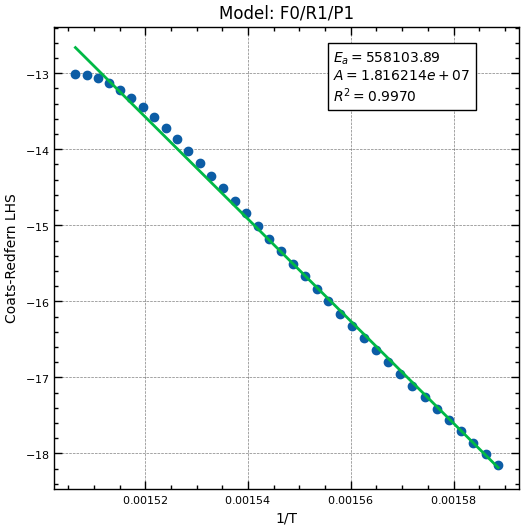 Model: F0/R1/P1
E_a = 558103.89
A = 1.816214e + 07
R^2 = 0.9970
Coats-Redfern LHS
−13
−14
−15
−16
−17
−18
0.00152
0.00154
0.00156
0.00158
1/T